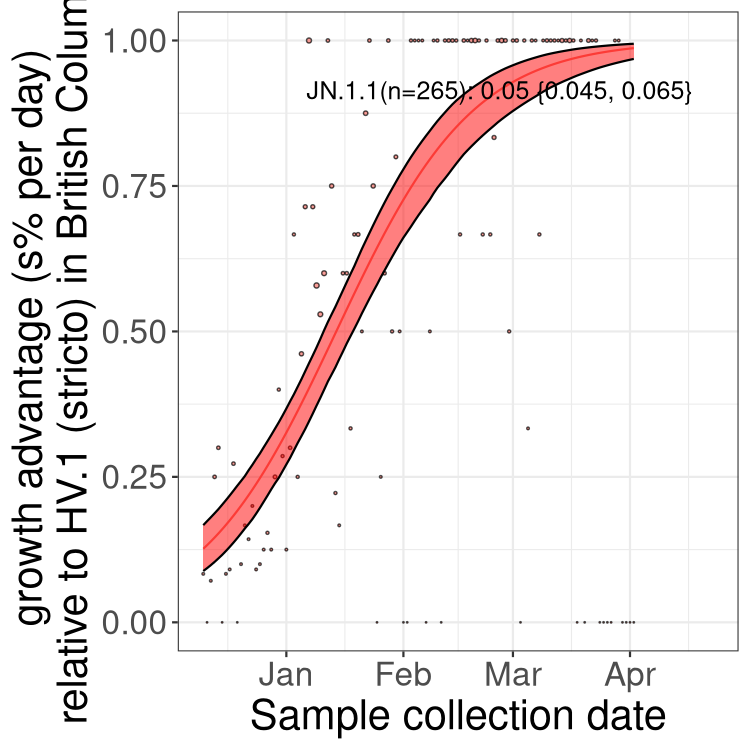 growth advantage (s% per day)
relative to HV.1 (stricto) in British Colum
1.00
0.75
0.50
0.25
0.00
JN.1.1(n=265): 0.05 {0.045, 0.065}
Jan Feb Mar Apr
Sample collection date